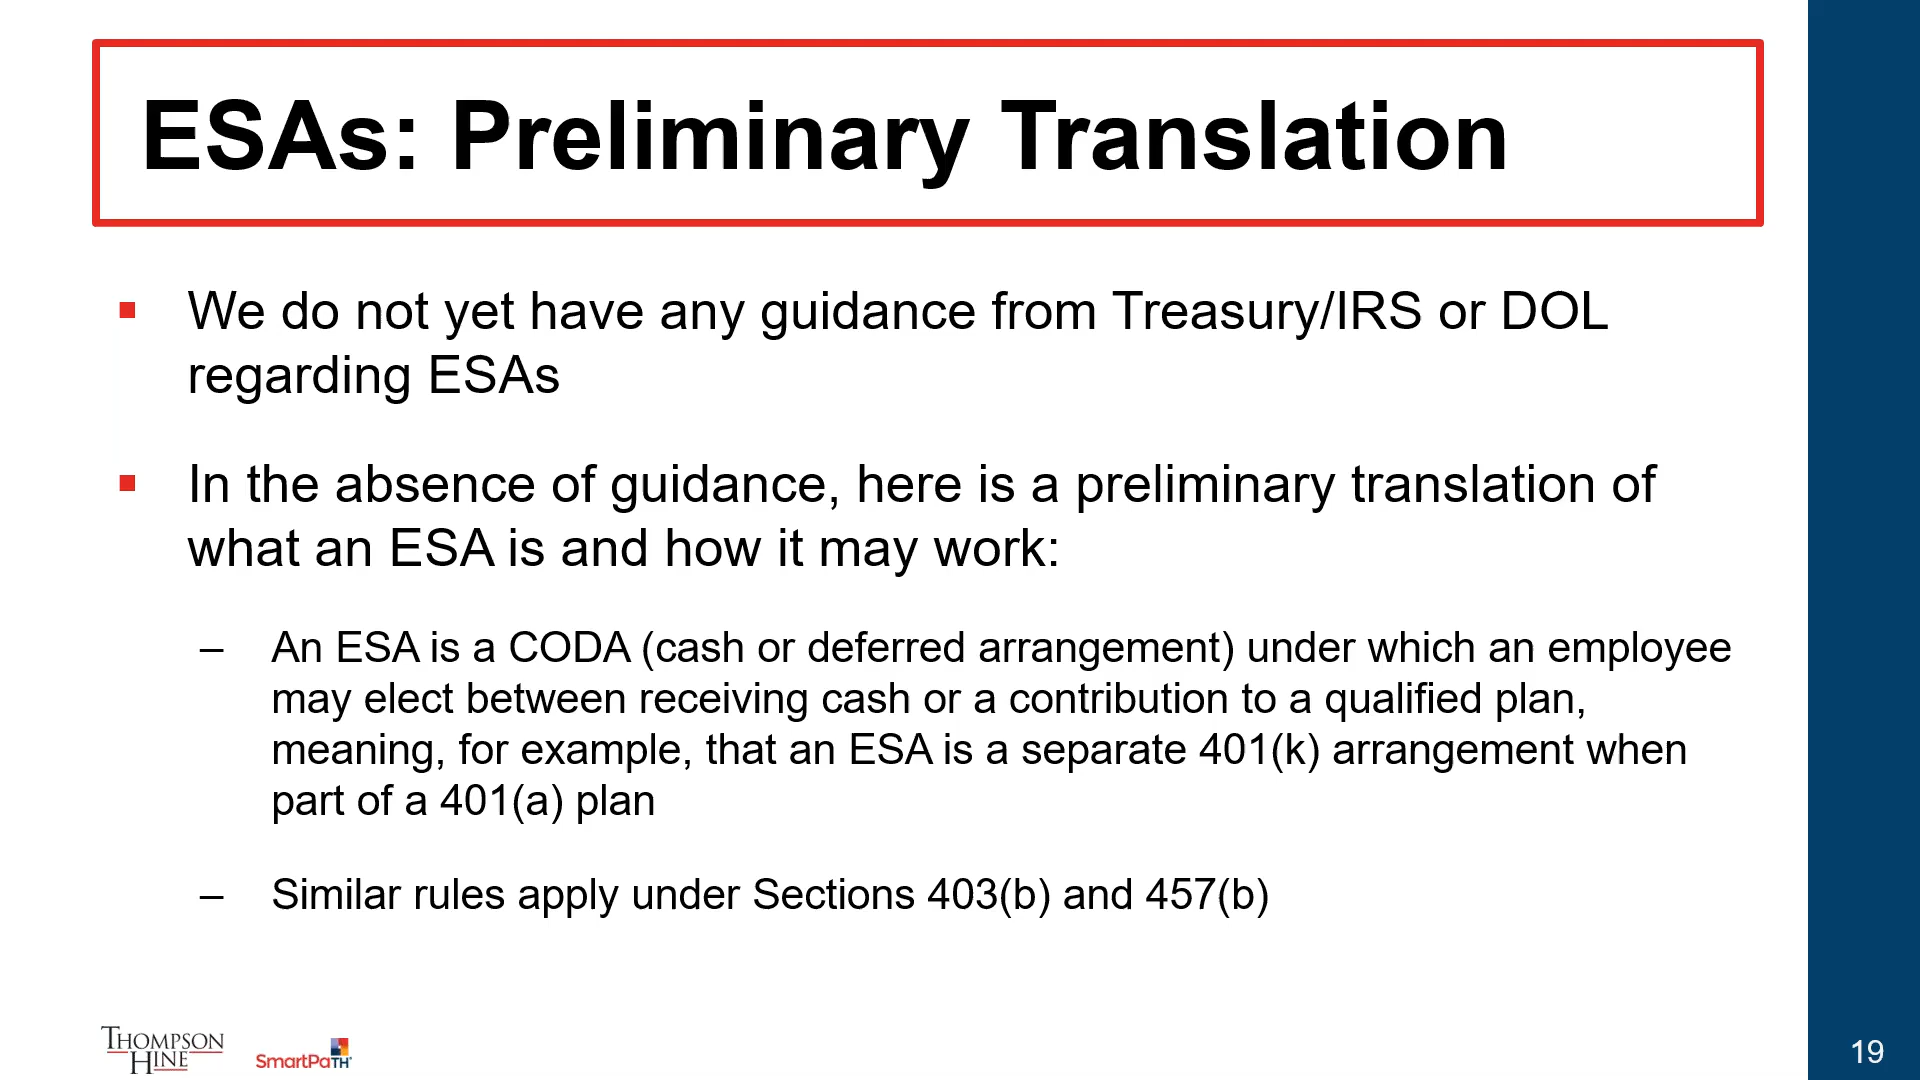 ESAs: Preliminary Translation
▪ We do not yet have any guidance from Treasury/IRS or DOL
regarding ESAs
▪ In the absence of guidance, here is a preliminary translation of
what an ESA is and how it may work:
– An ESA is a CODA (cash or deferred arrangement) under which an employee
may elect between receiving cash or a contribution to a qualified plan,
meaning, for example, that an ESA is a separate 401(k) arrangement when
part of a 401(a) plan
– Similar rules apply under Sections 403(b) and 457(b)
THOMPSON
HINE
SmartPaTH
19